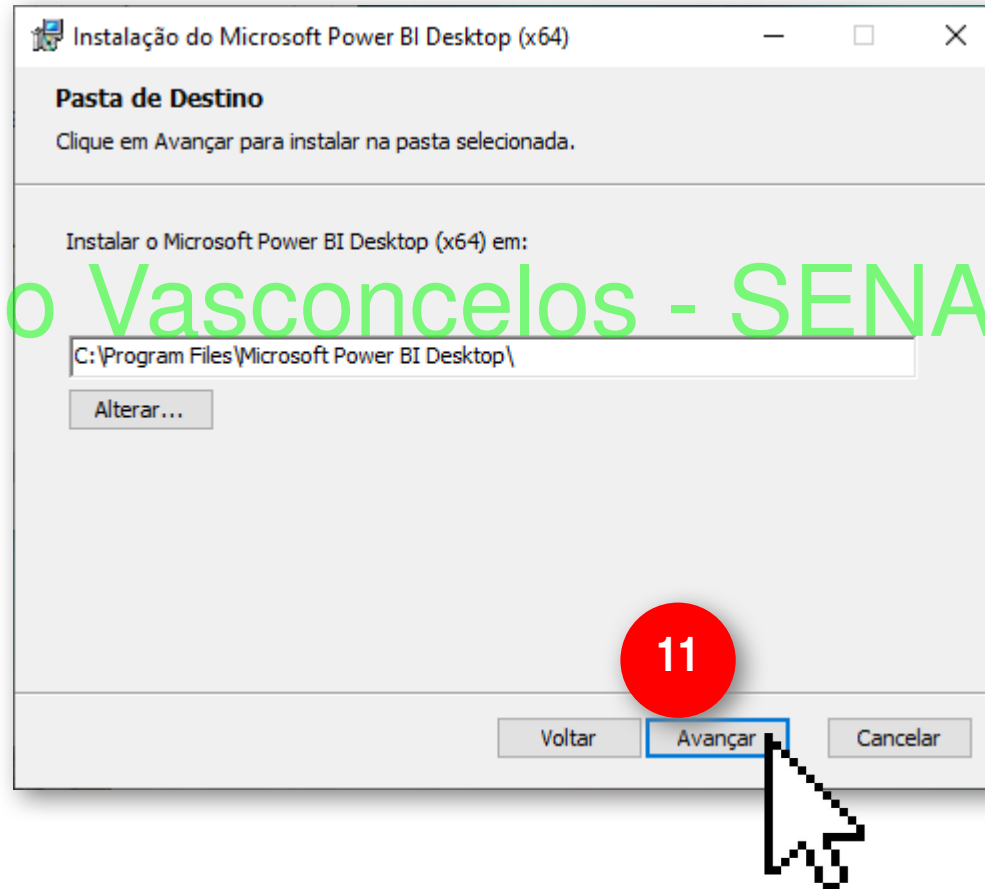 Instalação do Microsoft Power BI Desktop (x64)
Pasta de Destino
Clique em Avançar para instalar na pasta selecionada.
Instalar o Microsoft Power BI Desktop (x64) em:
o Vasconcelos - SENA
C:\Program Files\Microsoft Power BI Desktop\
Alterar...
11
Voltar
Avançar
Cancelar